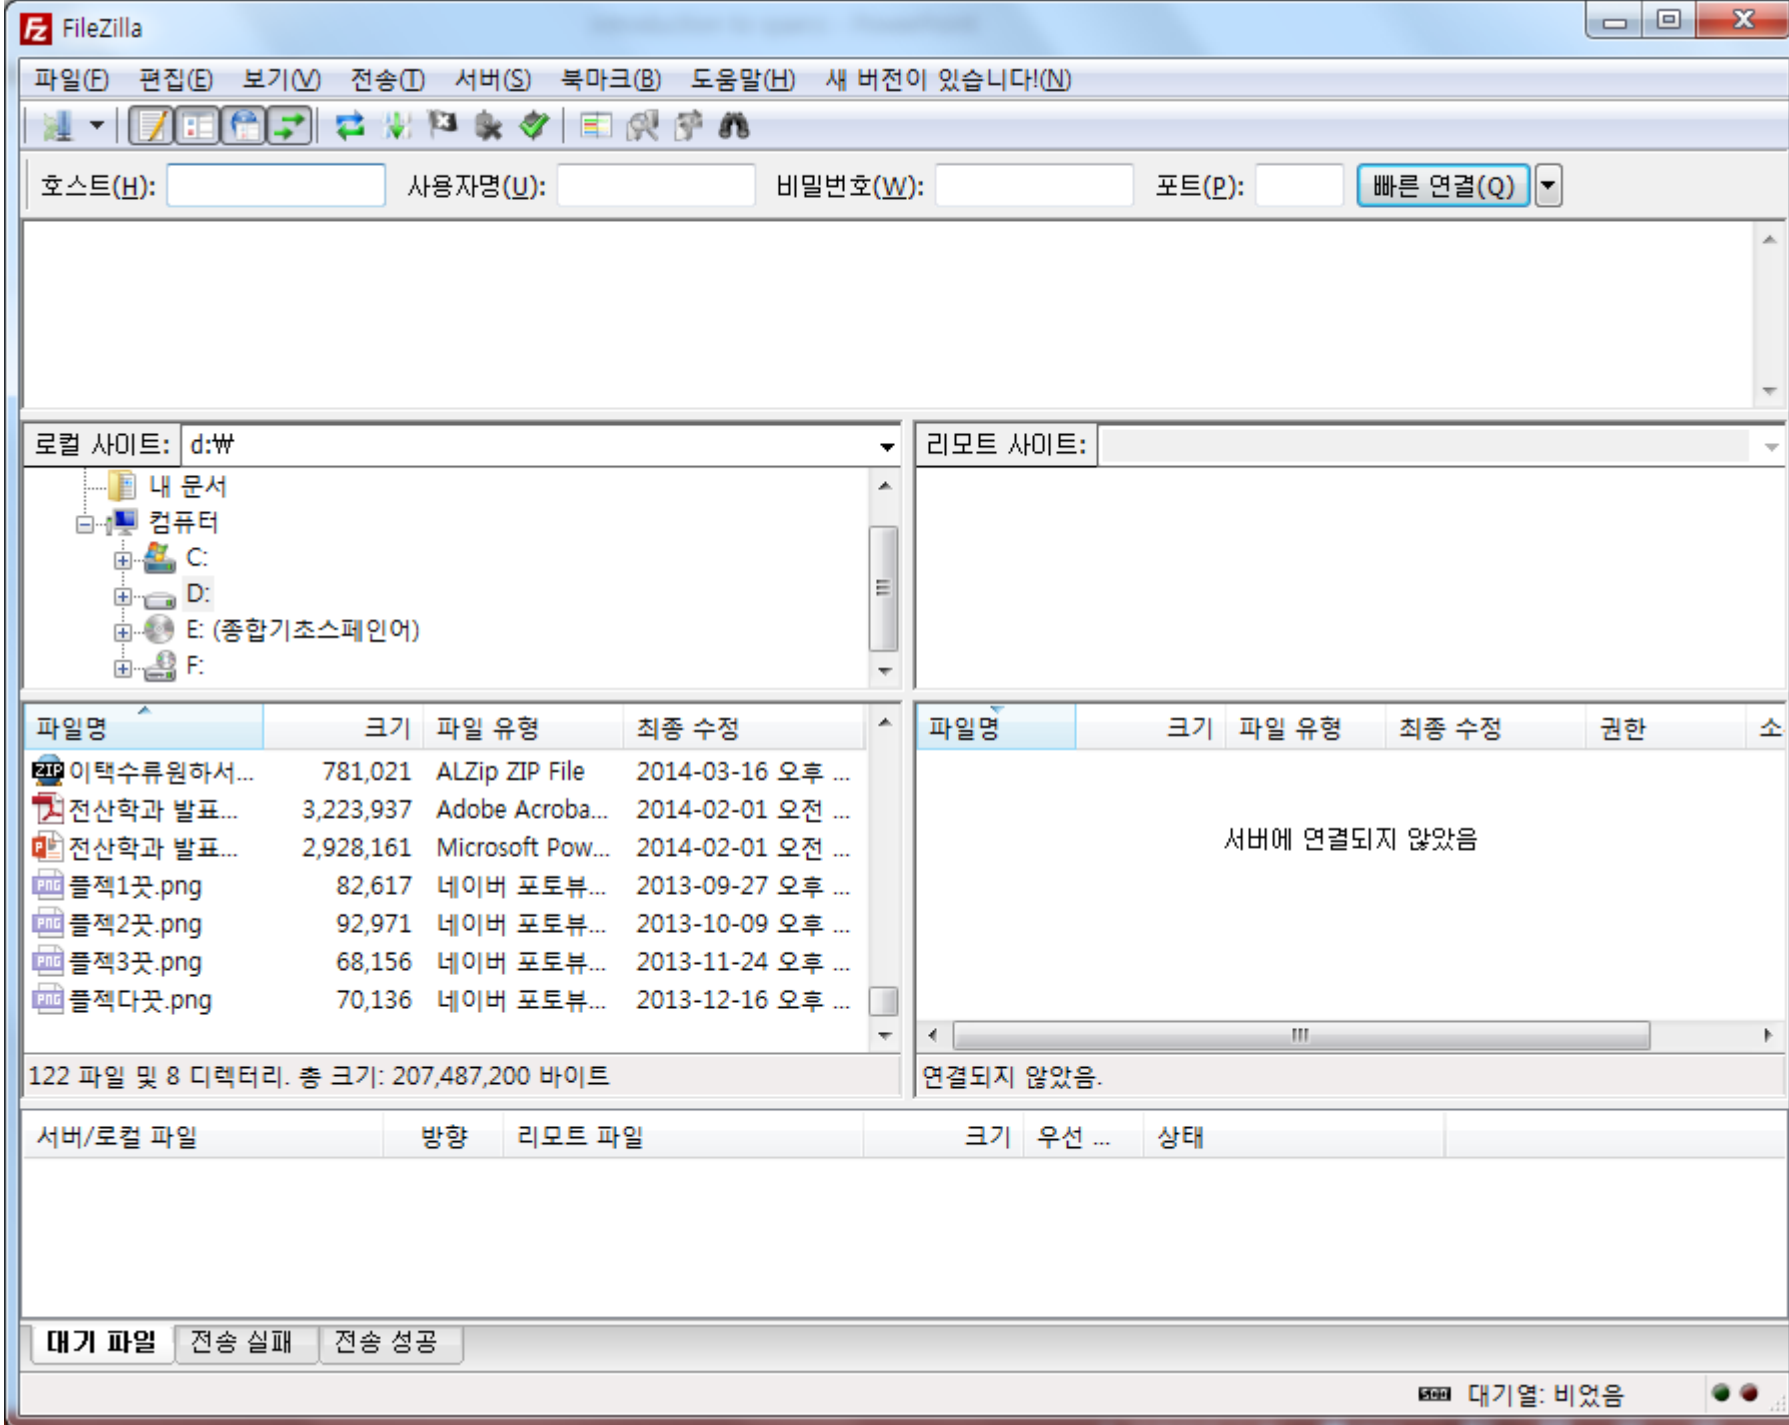 FileZilla
파일(F) 편집(E) 보기(V) 전송(T) 서버(S) 북마크(B) 도움말(H) 새 버전이 있습니다!(N)
호스트(H): 사용자명(U): 비밀번호(W): 포트(P): 빠른 연결(Q)
로컬 사이트: d:₩
리모트 사이트:
내 문서
컴퓨터
C:
D:
E: (종합기초스페인어)
F:
파일명 크기 파일 유형 최종 수정
이택수류원하서... 781,021 ALZip ZIP File 2014-03-16 오후 ...
전산학과 발표... 3,223,937 Adobe Acroba... 2014-02-01 오전 ...
전산학과 발표... 2,928,161 Microsoft Pow... 2014-02-01 오전 ...
플젝1끗.png 82,617 네이버 포토뷰... 2013-09-27 오후 ...
플젝2끗.png 92,971 네이버 포토뷰... 2013-10-09 오후 ...
플젝3끗.png 68,156 네이버 포토뷰... 2013-11-24 오후 ...
플젝다끗.png 70,136 네이버 포토뷰... 2013-12-16 오후 ...
122 파일 및 8 디렉터리. 총 크기: 207,487,200 바이트
파일명 크기 파일 유형 최종 수정 권한
서버에 연결되지 않았음
연결되지 않았음.
서버/로컬 파일 방향 리모트 파일 크기 우선 ... 상태
대기 파일 전송 실패 전송 성공
대기열: 비었음